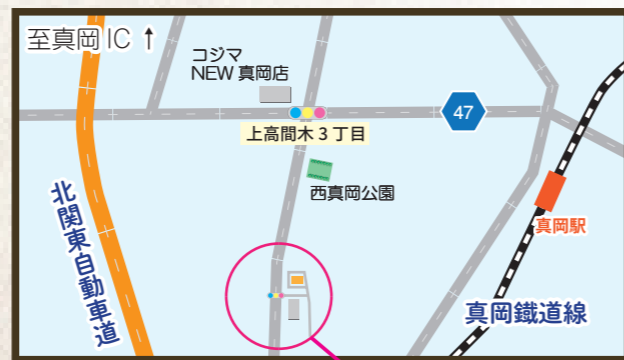 至真岡 IC ↑
コジマ
NEW 真岡店
47
上高間木 3 丁目
西真岡公園
北関東自動車道
真岡駅
真岡鐵道線